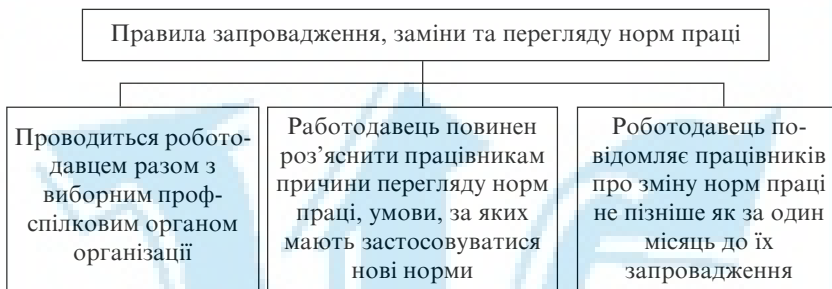 Правила запровадження, заміни та перегляду норм праці
Проводиться робото-
давцем разом з
виборним проф-
спілковим органом
організації
Работодавець повинен
роз’яснити працівникам
причини перегляду норм
праці, умови, за яких
мають застосовуватися
нові норми
Роботодавець по-
відомляє працівників
про зміну норм праці
не пізніше як за один
місяць до їх
запровадження